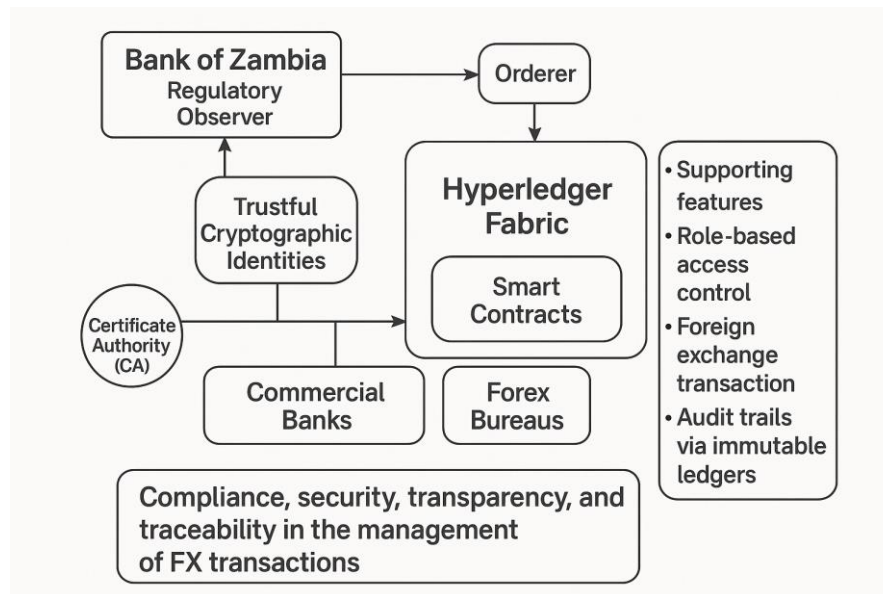 Bank of Zambia
Regulatory
Observer
Orderer
Trustful
Cryptographic
Identities
Hyperledger
Fabric
Smart
Contracts
Certificate
Authority
(CA)
Commercial
Banks
Forex
Bureaus
• Supporting
features
• Role-based
access
control
• Foreign
exchange
transaction
• Audit trails
via immutable
ledgers
Compliance, security, transparency, and
traceability in the management
of FX transactions